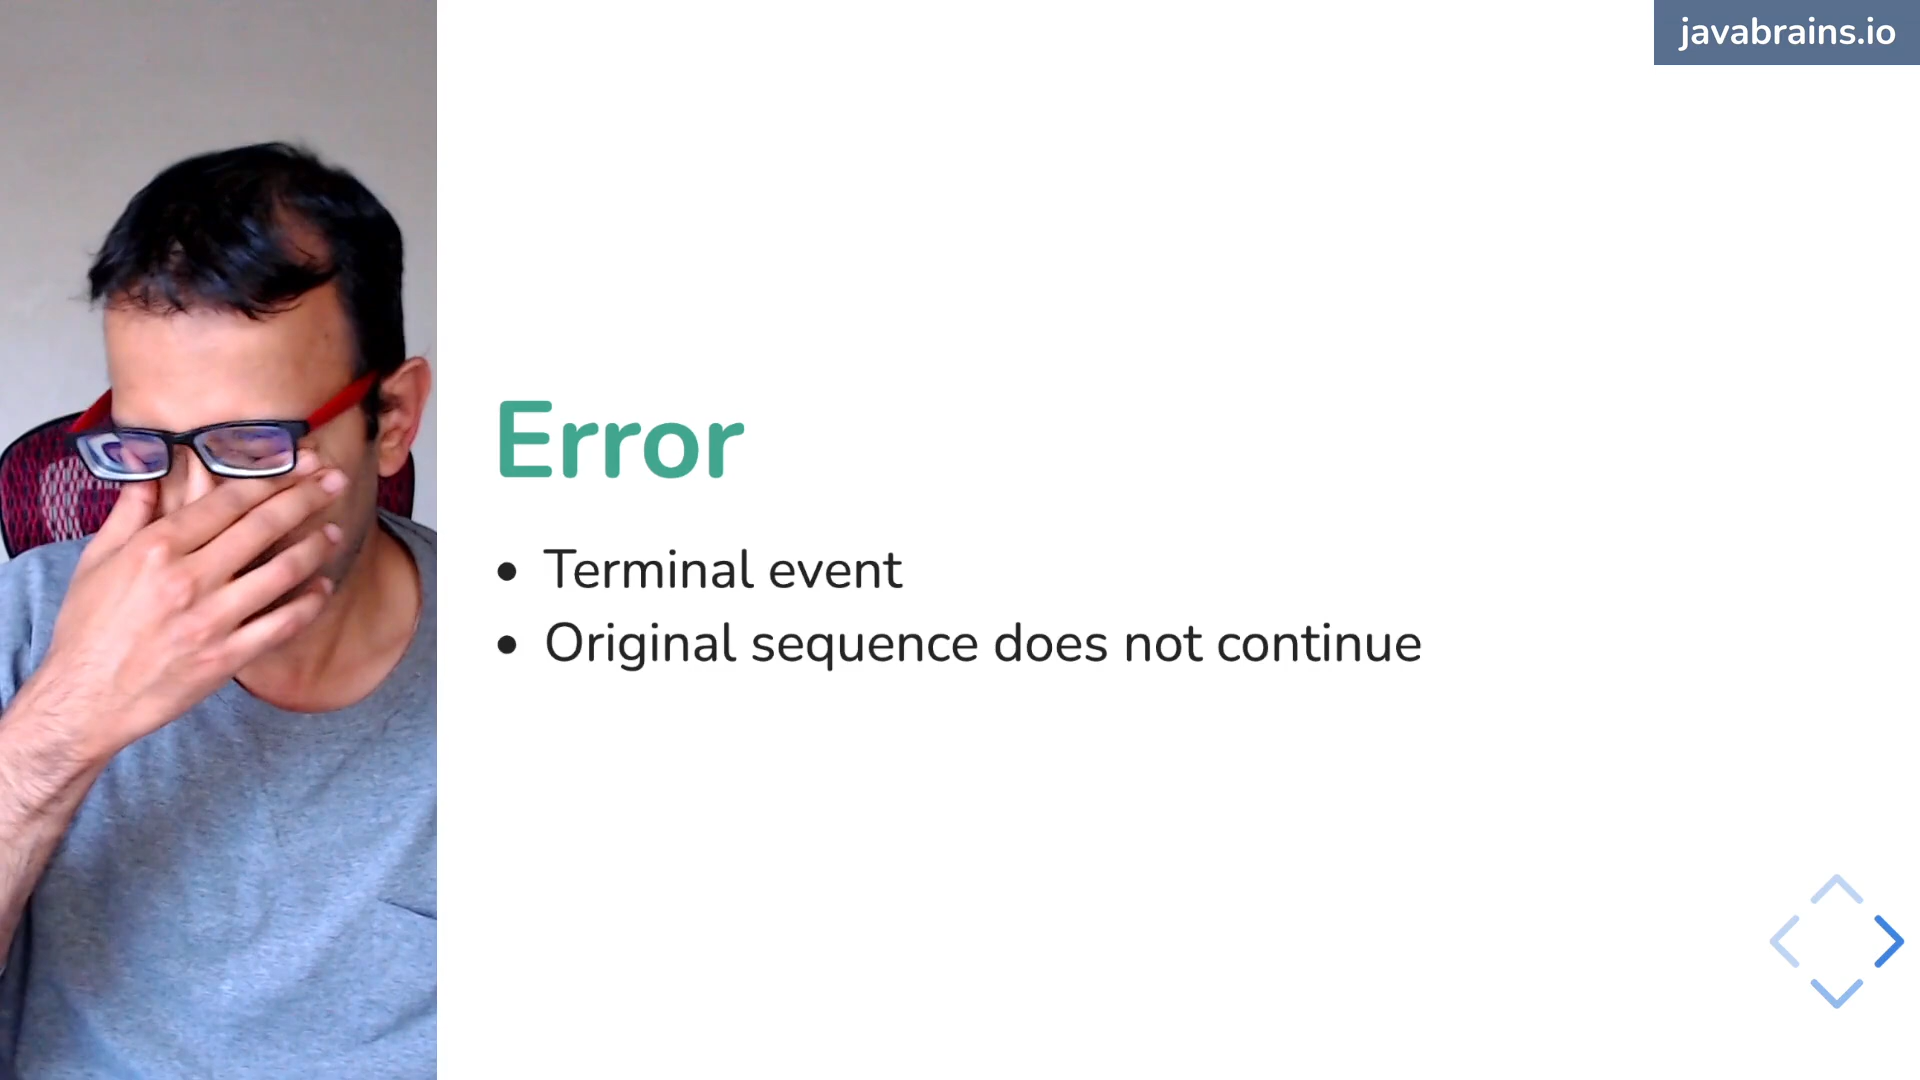 javabrains.io
Error
• Terminal event
• Original sequence does not continue